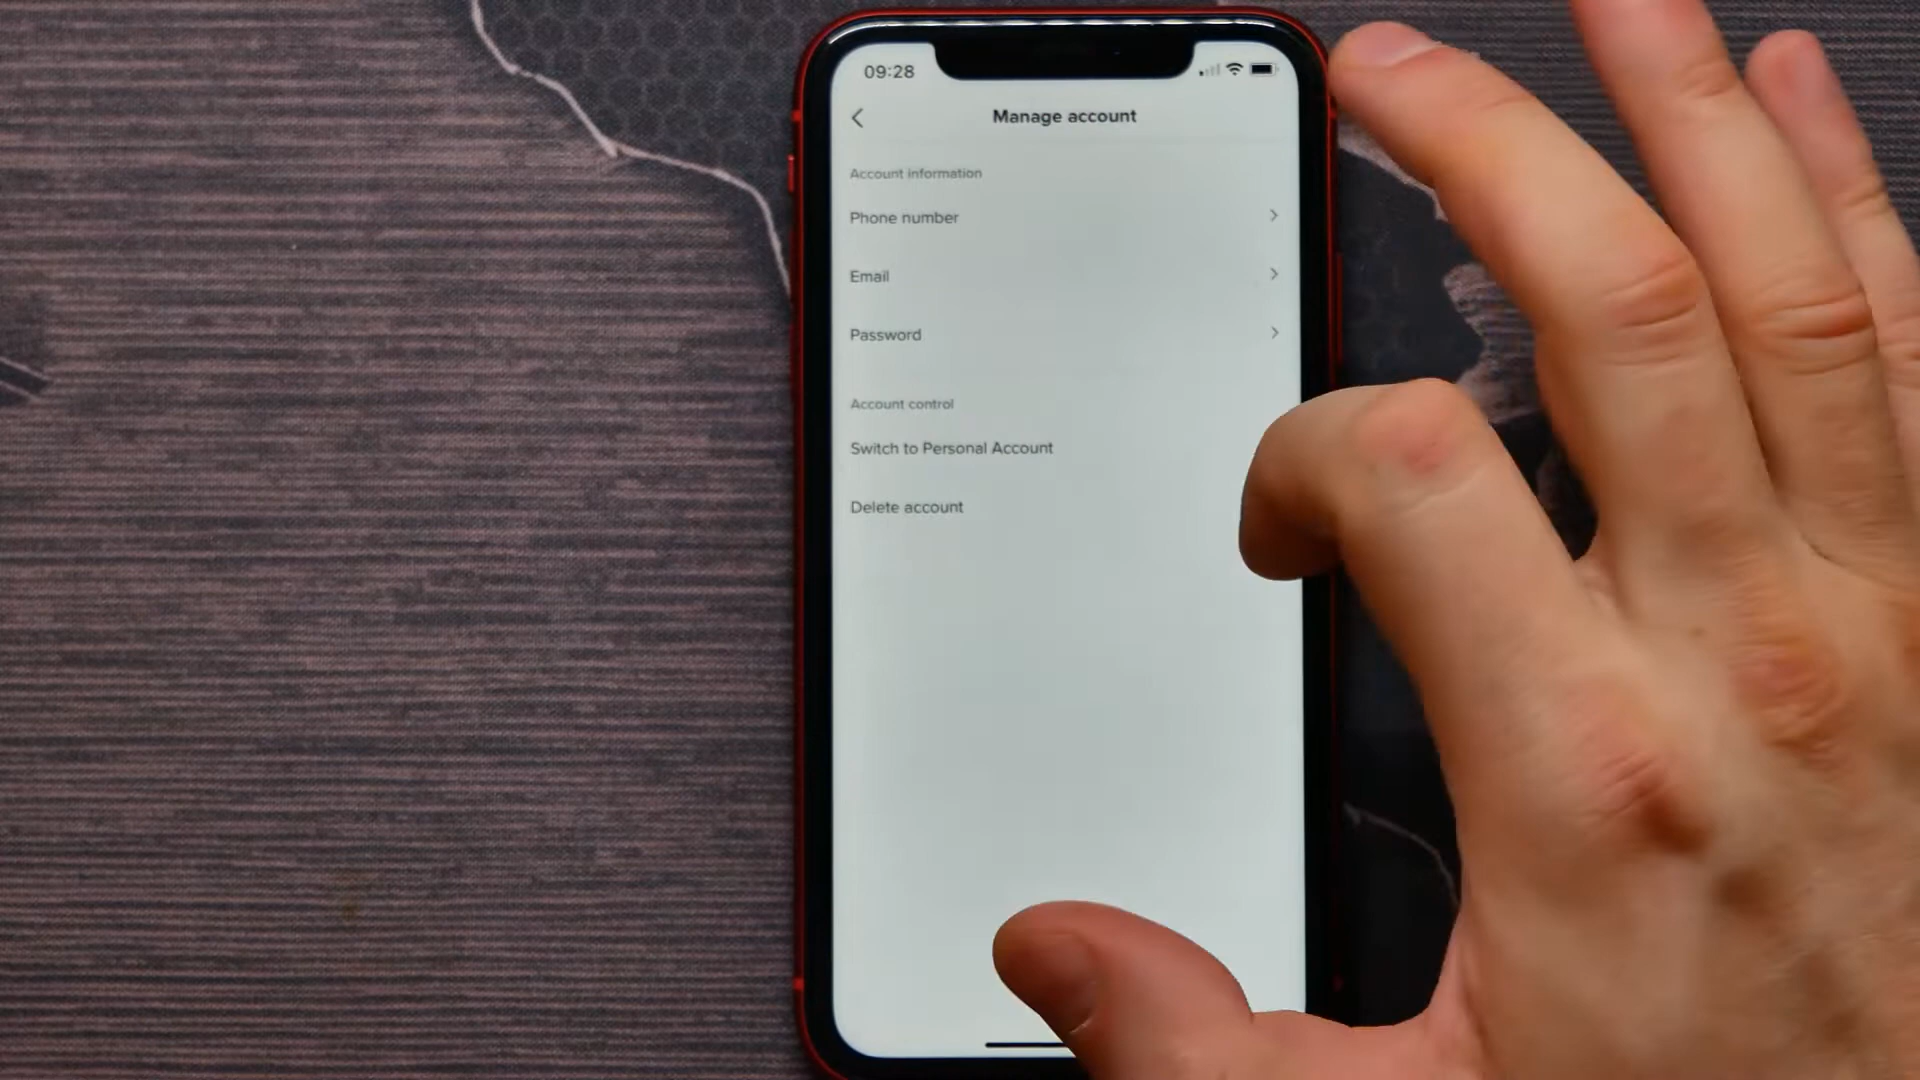 09:28
Manage account
Account information
Phone number
Email
Password
Account control
Switch to Personal Account
Delete account